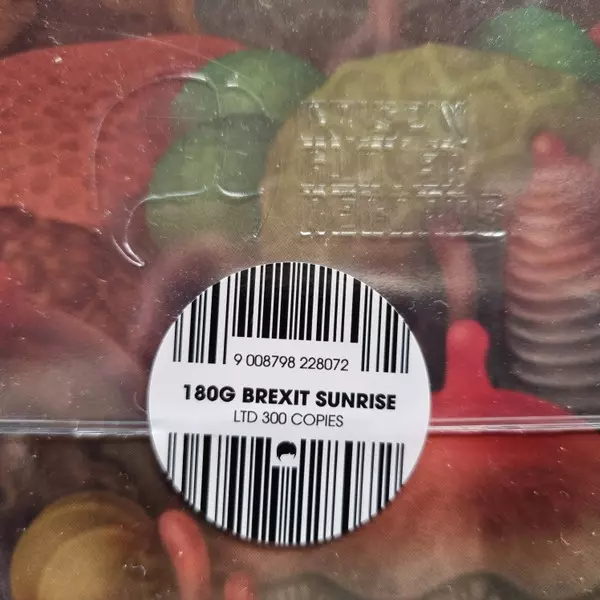 9 008798 228072
180G BREXIT SUNRISE
LTD 300 COPIES